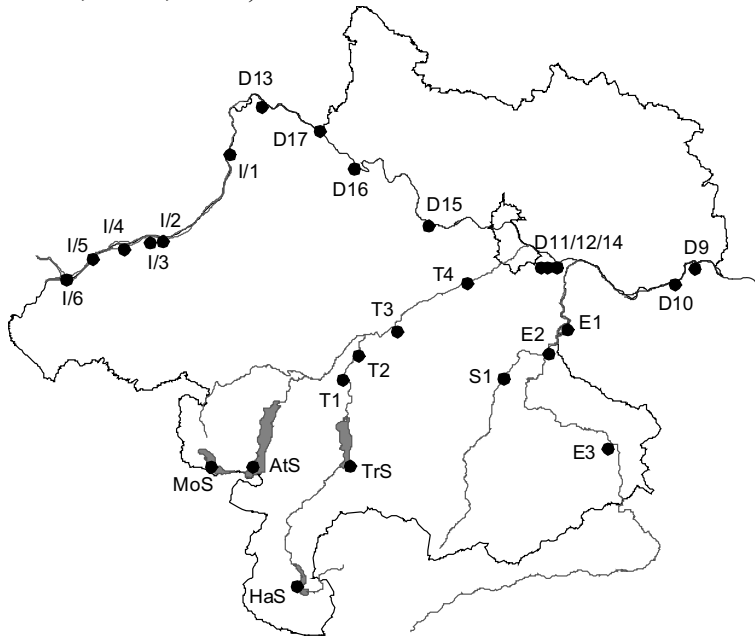 D13
D17
I/1
D16
I/2
I/4
D15
I/5
I/3
D11/12/14
D9
I/6
T4
D10
T3
E1
E2
T2
S1
T1
E3
AtS
TrS
MoS
HaS